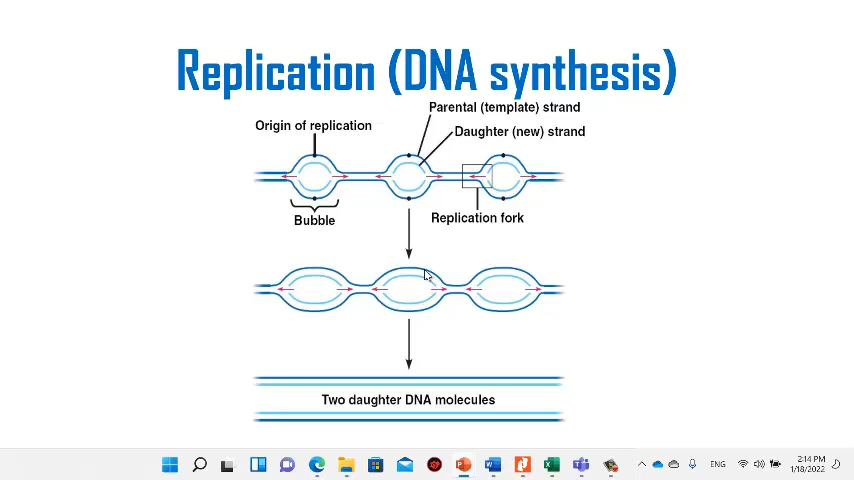 Replication (DNA synthesis)
Parental (template) strand
Origin of replication
Daughter (new) strand
Bubble
Replication fork
Two daughter DNA molecules
ENG
2:14 PM
1/18/2022